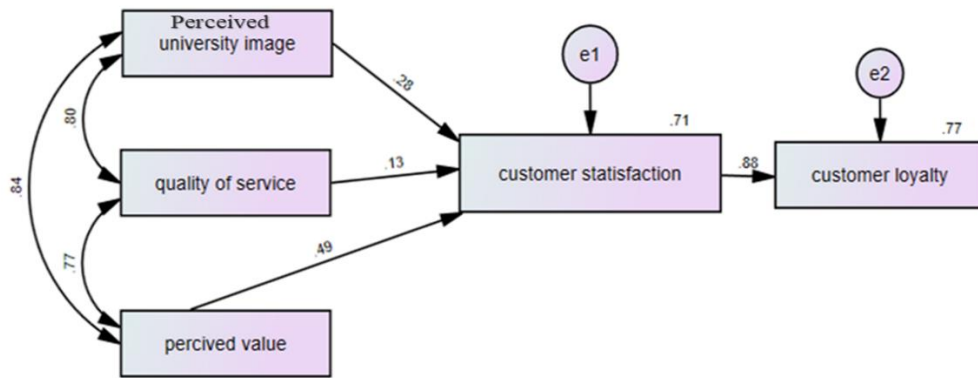 Perceived
university image
.28
.80
.84
quality of service
.13
.77
.49
percived value
e1
.71
customer statisfaction
.88
e2
.77
customer loyalty